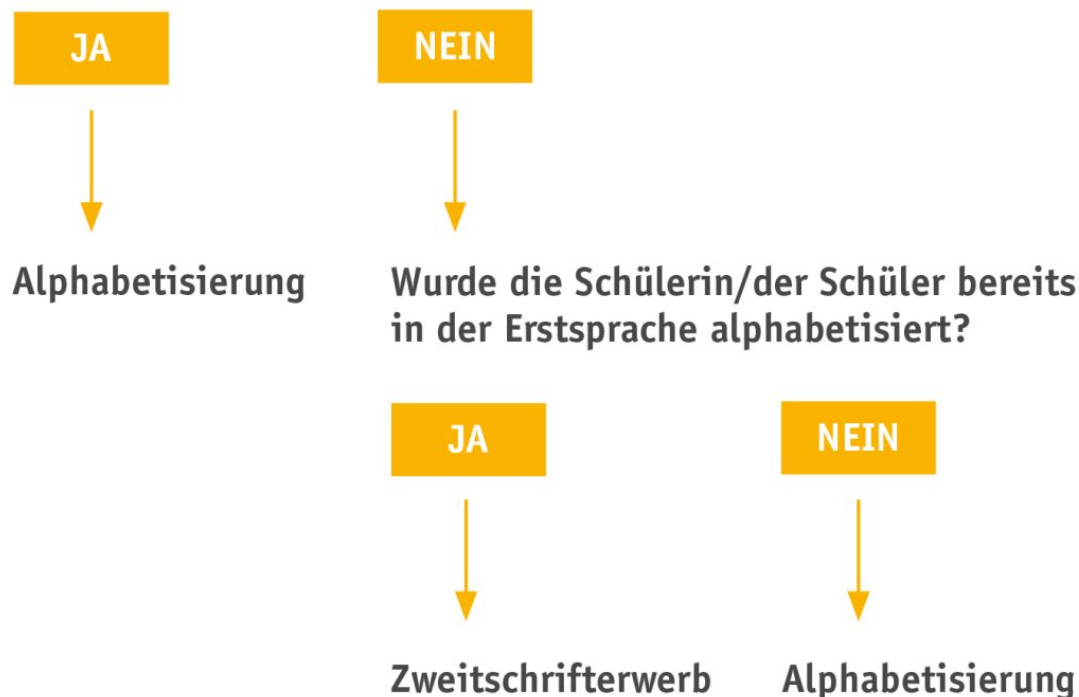 JA
NEIN
Alphabetisierung
Wurde die Schülerin/der Schüler bereits
in der Erstsprache alphabetisiert?
JA
NEIN
Zweitschrifterwerb
Alphabetisierung